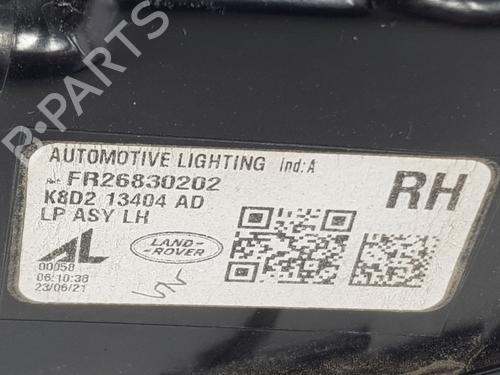 B-PARTS
AUTOMOTIVE LIGHTING ind:A
FR26830202
K8D2 13404 AD
LP ASY LH
RH
AL
LAND-
-ROVER
00058
06:10:38
23/06/21